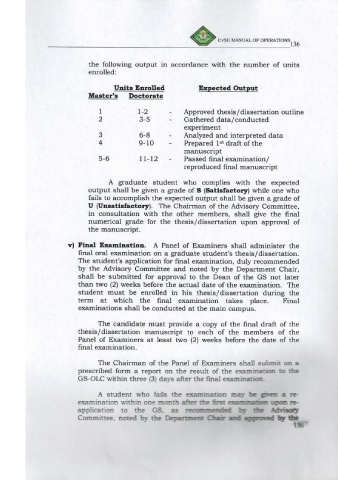 CVSU MANUAL OF OPERATIONS
136
the following output in accordance with the number of units
enrolled:
Units Enrolled Expected Output
Master's Doctorate
1 1-2 - Approved thesis/dissertation outline
2 3-5 - Gathered data/conducted
experiment
3 6-8 - Analyzed and interpreted data
4 9-10 - Prepared 1st draft of the
manuscript
5-6 11-12 - Passed final examination/
reproduced final manuscript
A graduate student who complies with the expected
output shall be given a grade of S (Satisfactory) while one who
fails to accomplish the expected output shall be given a grade of
U (Unsatisfactory). The Chairman of the Advisory Committee,
in consultation with the other members, shall give the final
numerical grade for the thesis/dissertation upon approval of
the manuscript.
v) Final Examination. A Panel of Examiners shall administer the
final oral examination on a graduate student's thesis/dissertation.
The student's application for final examination, duly recommended
by the Advisory Committee and noted by the Department Chair,
shall be submitted for approval to the Dean of the GS not later
than two (2) weeks before the actual date of the examination. The
student must be enrolled in his thesis/dissertation during the
term at which the final examination takes place. Final
examinations shall be conducted at the main campus.
The candidate must provide a copy of the final draft of the
thesis/dissertation manuscript to each of the members of the
Panel of Examiners at least two (2) weeks before the date of the
final examination.
The Chairman of the Panel of Examiners shall submit on a
prescribed form a report on the result of the examination to the
GS-OLC within three (3) days after the final examination.
A student who fails the examination may be given a re-
examination within one month after the first examination upon re-
application to the GS, as recommended by the Advisory
Committee, noted by the Department Chair and approved by the
136